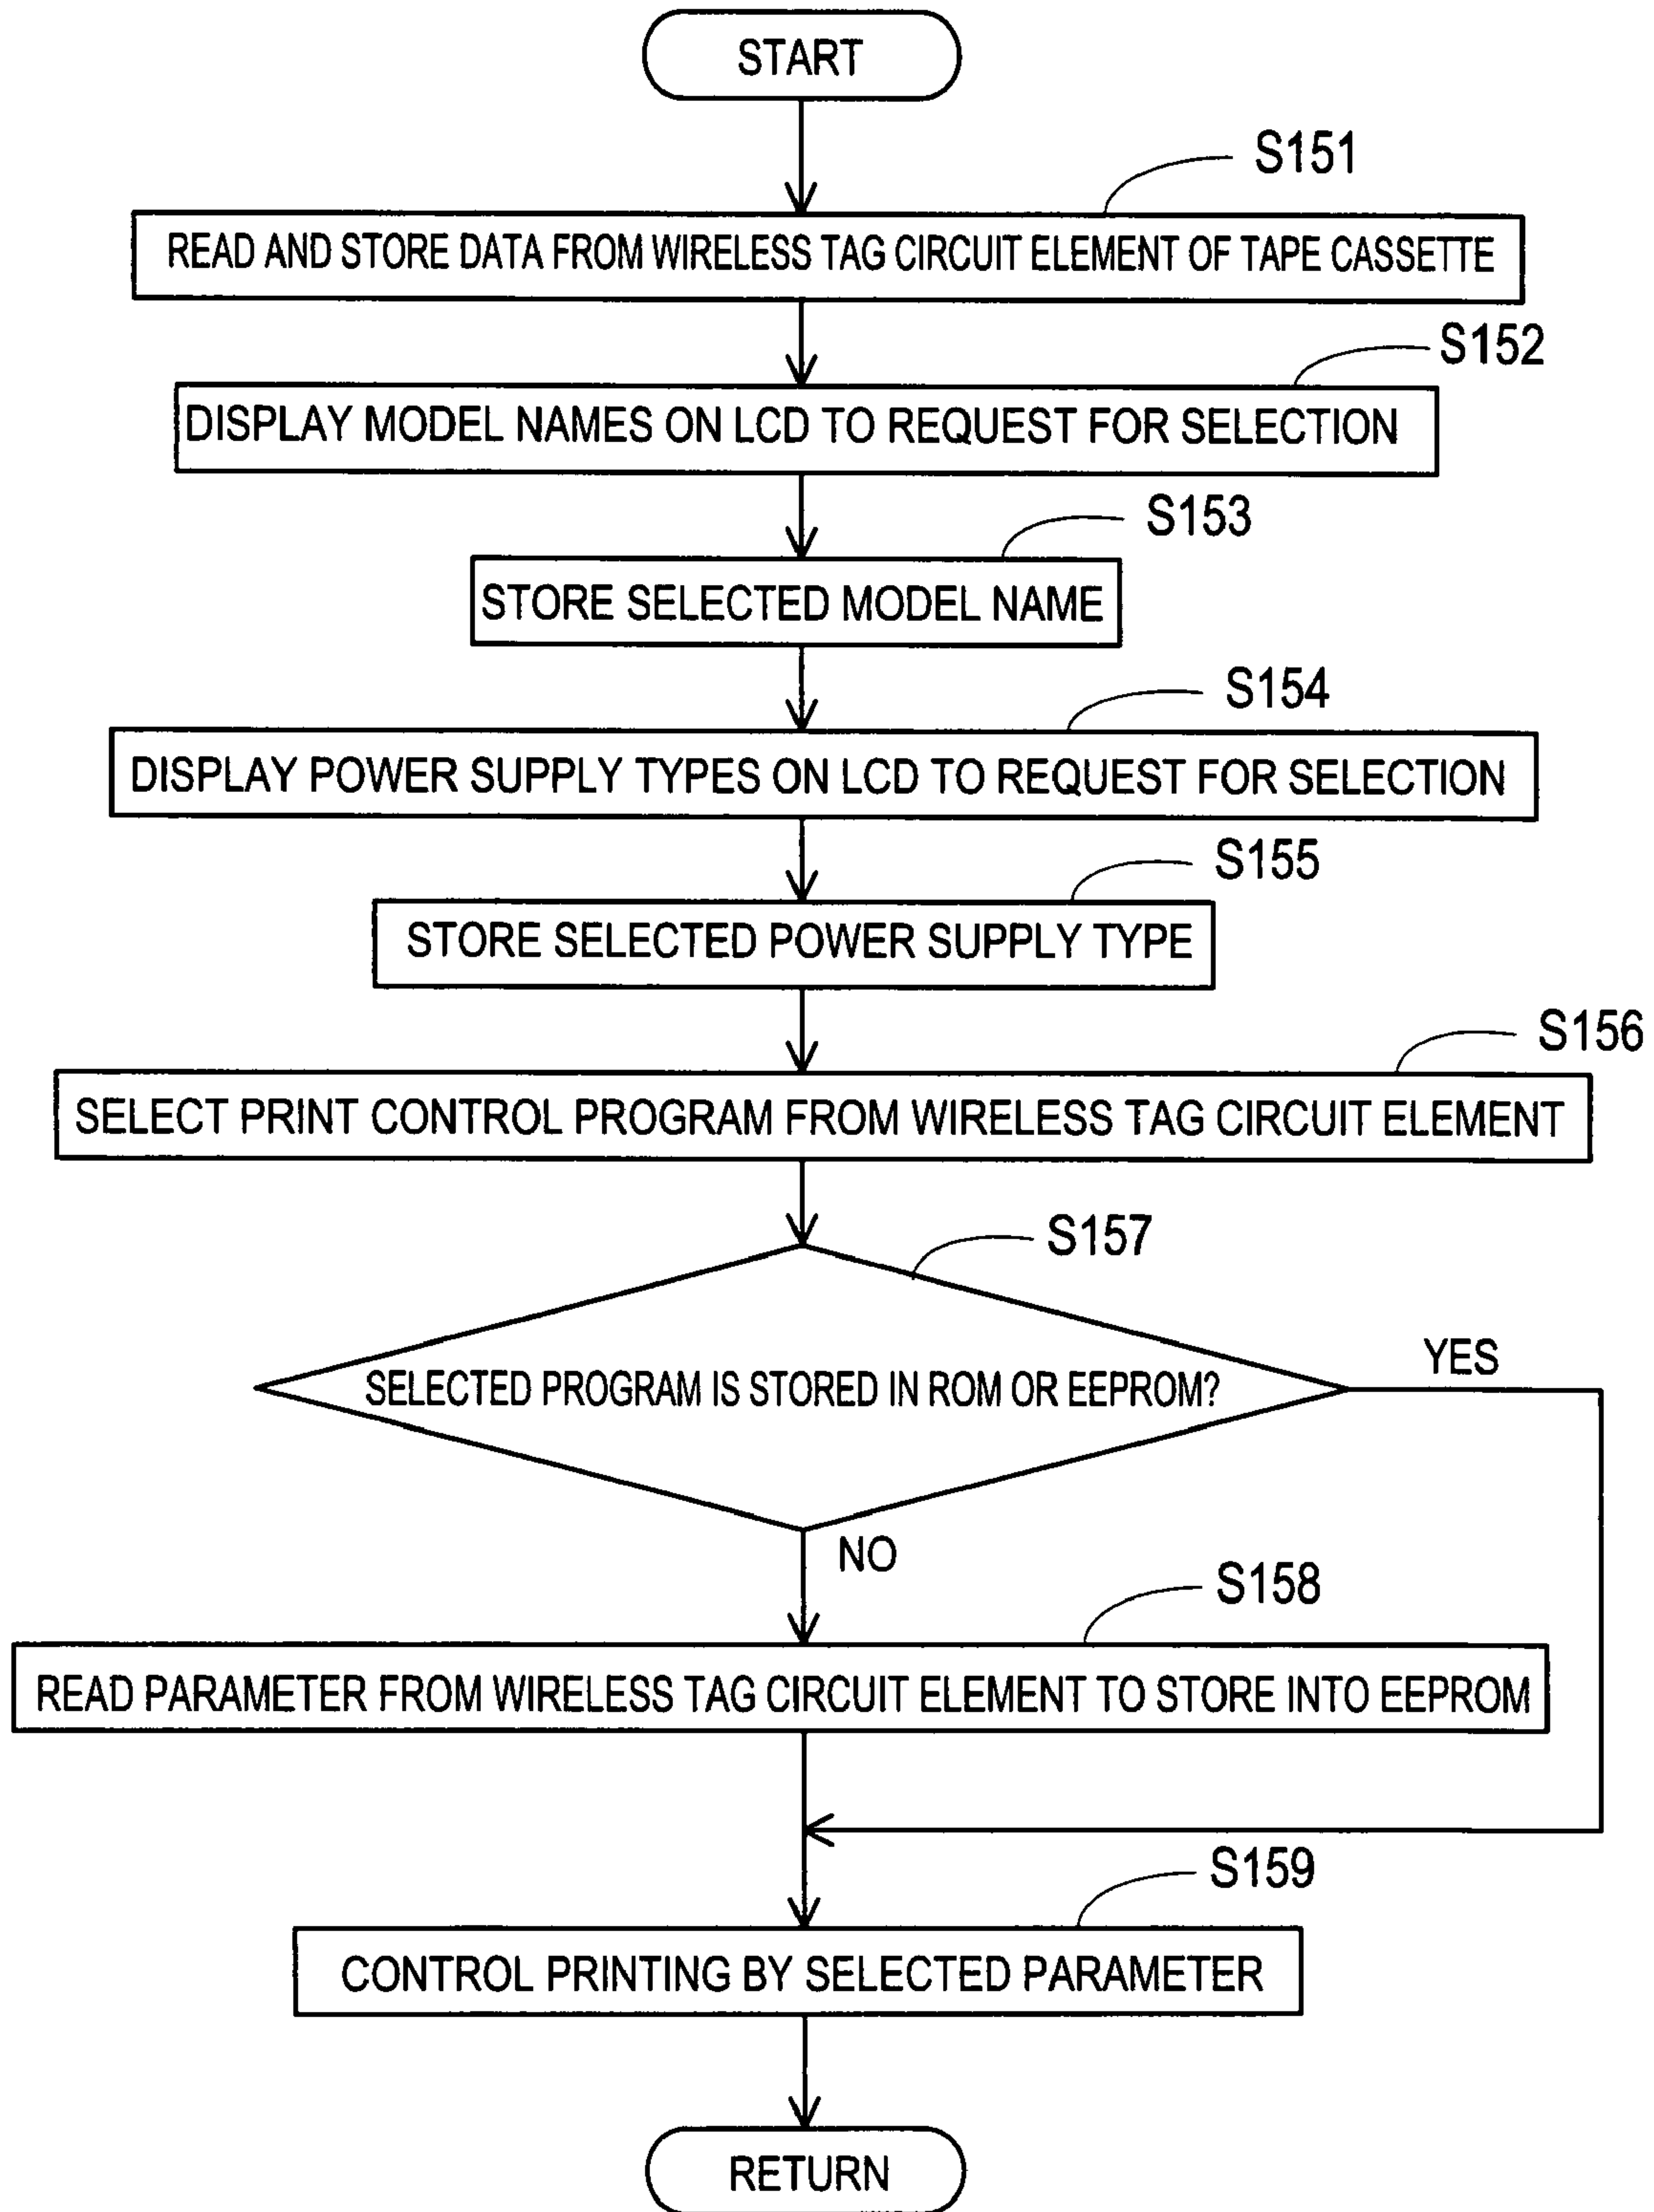 START
S151
READ AND STORE DATA FROM WIRELESS TAG CIRCUIT ELEMENT OF TAPE CASSETTE
S152
DISPLAY MODEL NAMES ON LCD TO REQUEST FOR SELECTION
S153
STORE SELECTED MODEL NAME
S154
DISPLAY POWER SUPPLY TYPES ON LCD TO REQUEST FOR SELECTION
S155
STORE SELECTED POWER SUPPLY TYPE
S156
SELECT PRINT CONTROL PROGRAM FROM WIRELESS TAG CIRCUIT ELEMENT
S157
SELECTED PROGRAM IS STORED IN ROM OR EEPROM?
YES
NO
S158
READ PARAMETER FROM WIRELESS TAG CIRCUIT ELEMENT TO STORE INTO EEPROM
S159
CONTROL PRINTING BY SELECTED PARAMETER
RETURN